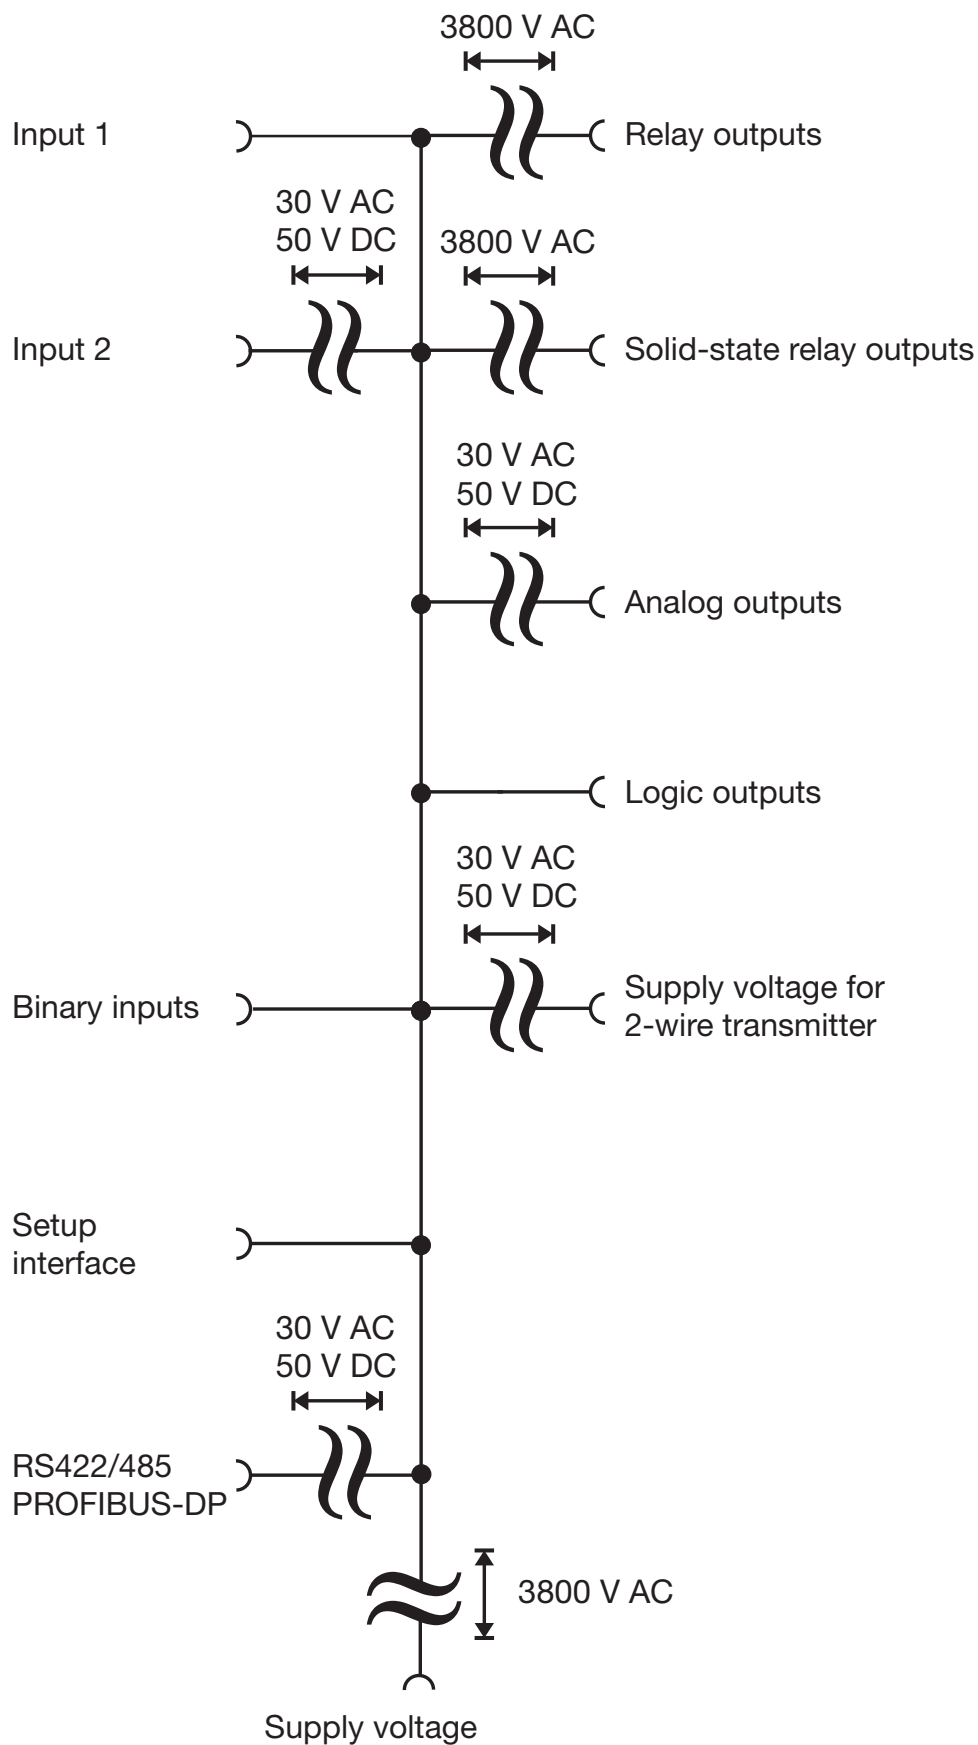 3800 V AC
Input 1
Relay outputs
30 V AC
50 V DC
3800 V AC
Input 2
Solid-state relay outputs
30 V AC
50 V DC
Analog outputs
Logic outputs
30 V AC
50 V DC
Binary inputs
Supply voltage for
2-wire transmitter
Setup
interface
30 V AC
50 V DC
RS422/485
PROFIBUS-DP
3800 V AC
Supply voltage